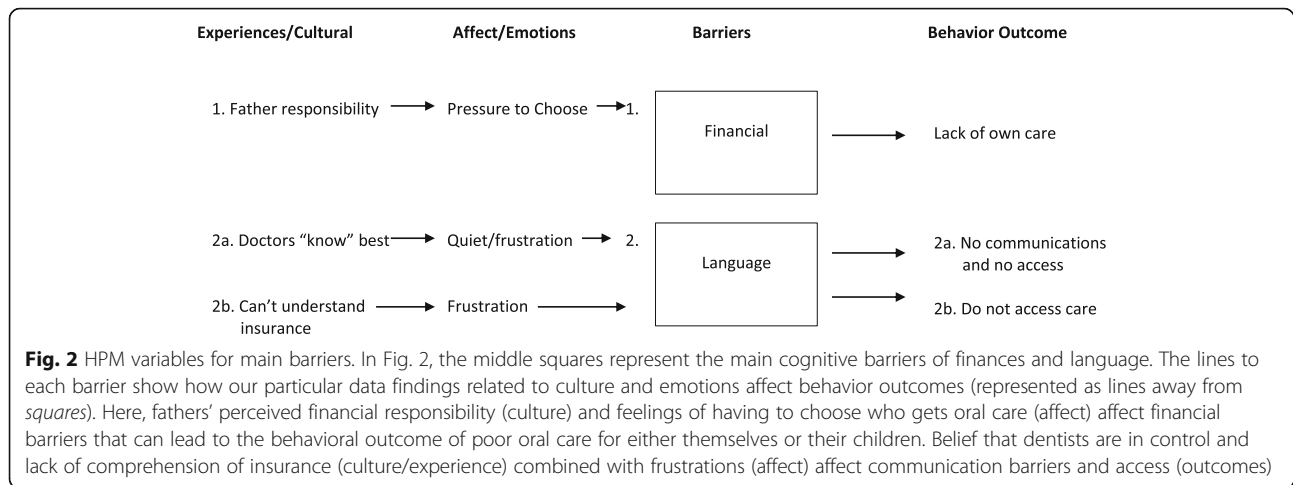 Experiences/Cultural Affect/Emotions Barriers Behavior Outcome
1. Father responsibility Pressure to Choose 1. Financial Lack of own care
2a. Doctors “know” best Quiet/frustration 2. Language 2a. No communications
and no access
2b. Can’t understand Frustration 2b. Do not access care
insurance
Fig. 2 HPM variables for main barriers. In Fig. 2, the middle squares represent the main cognitive barriers of finances and language. The lines to
each barrier show how our particular data findings related to culture and emotions affect behavior outcomes (represented as lines away from
squares). Here, fathers’ perceived financial responsibility (culture) and feelings of having to choose who gets oral care (affect) affect financial
barriers that can lead to the behavioral outcome of poor oral care for either themselves or their children. Belief that dentists are in control and
lack of comprehension of insurance (culture/experience) combined with frustrations (affect) affect communication barriers and access (outcomes)